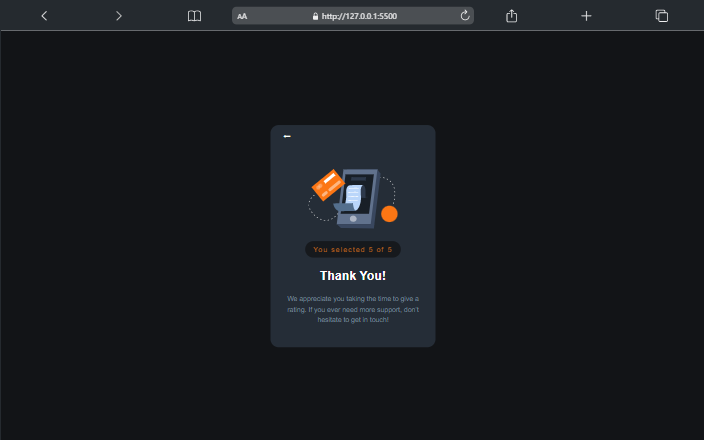 AA
http://127.0.0.1:5500
You selected 5 of 5
Thank You!
We appreciate you taking the time to give a
rating. If you ever need more support, don't
hesitate to get in touch!